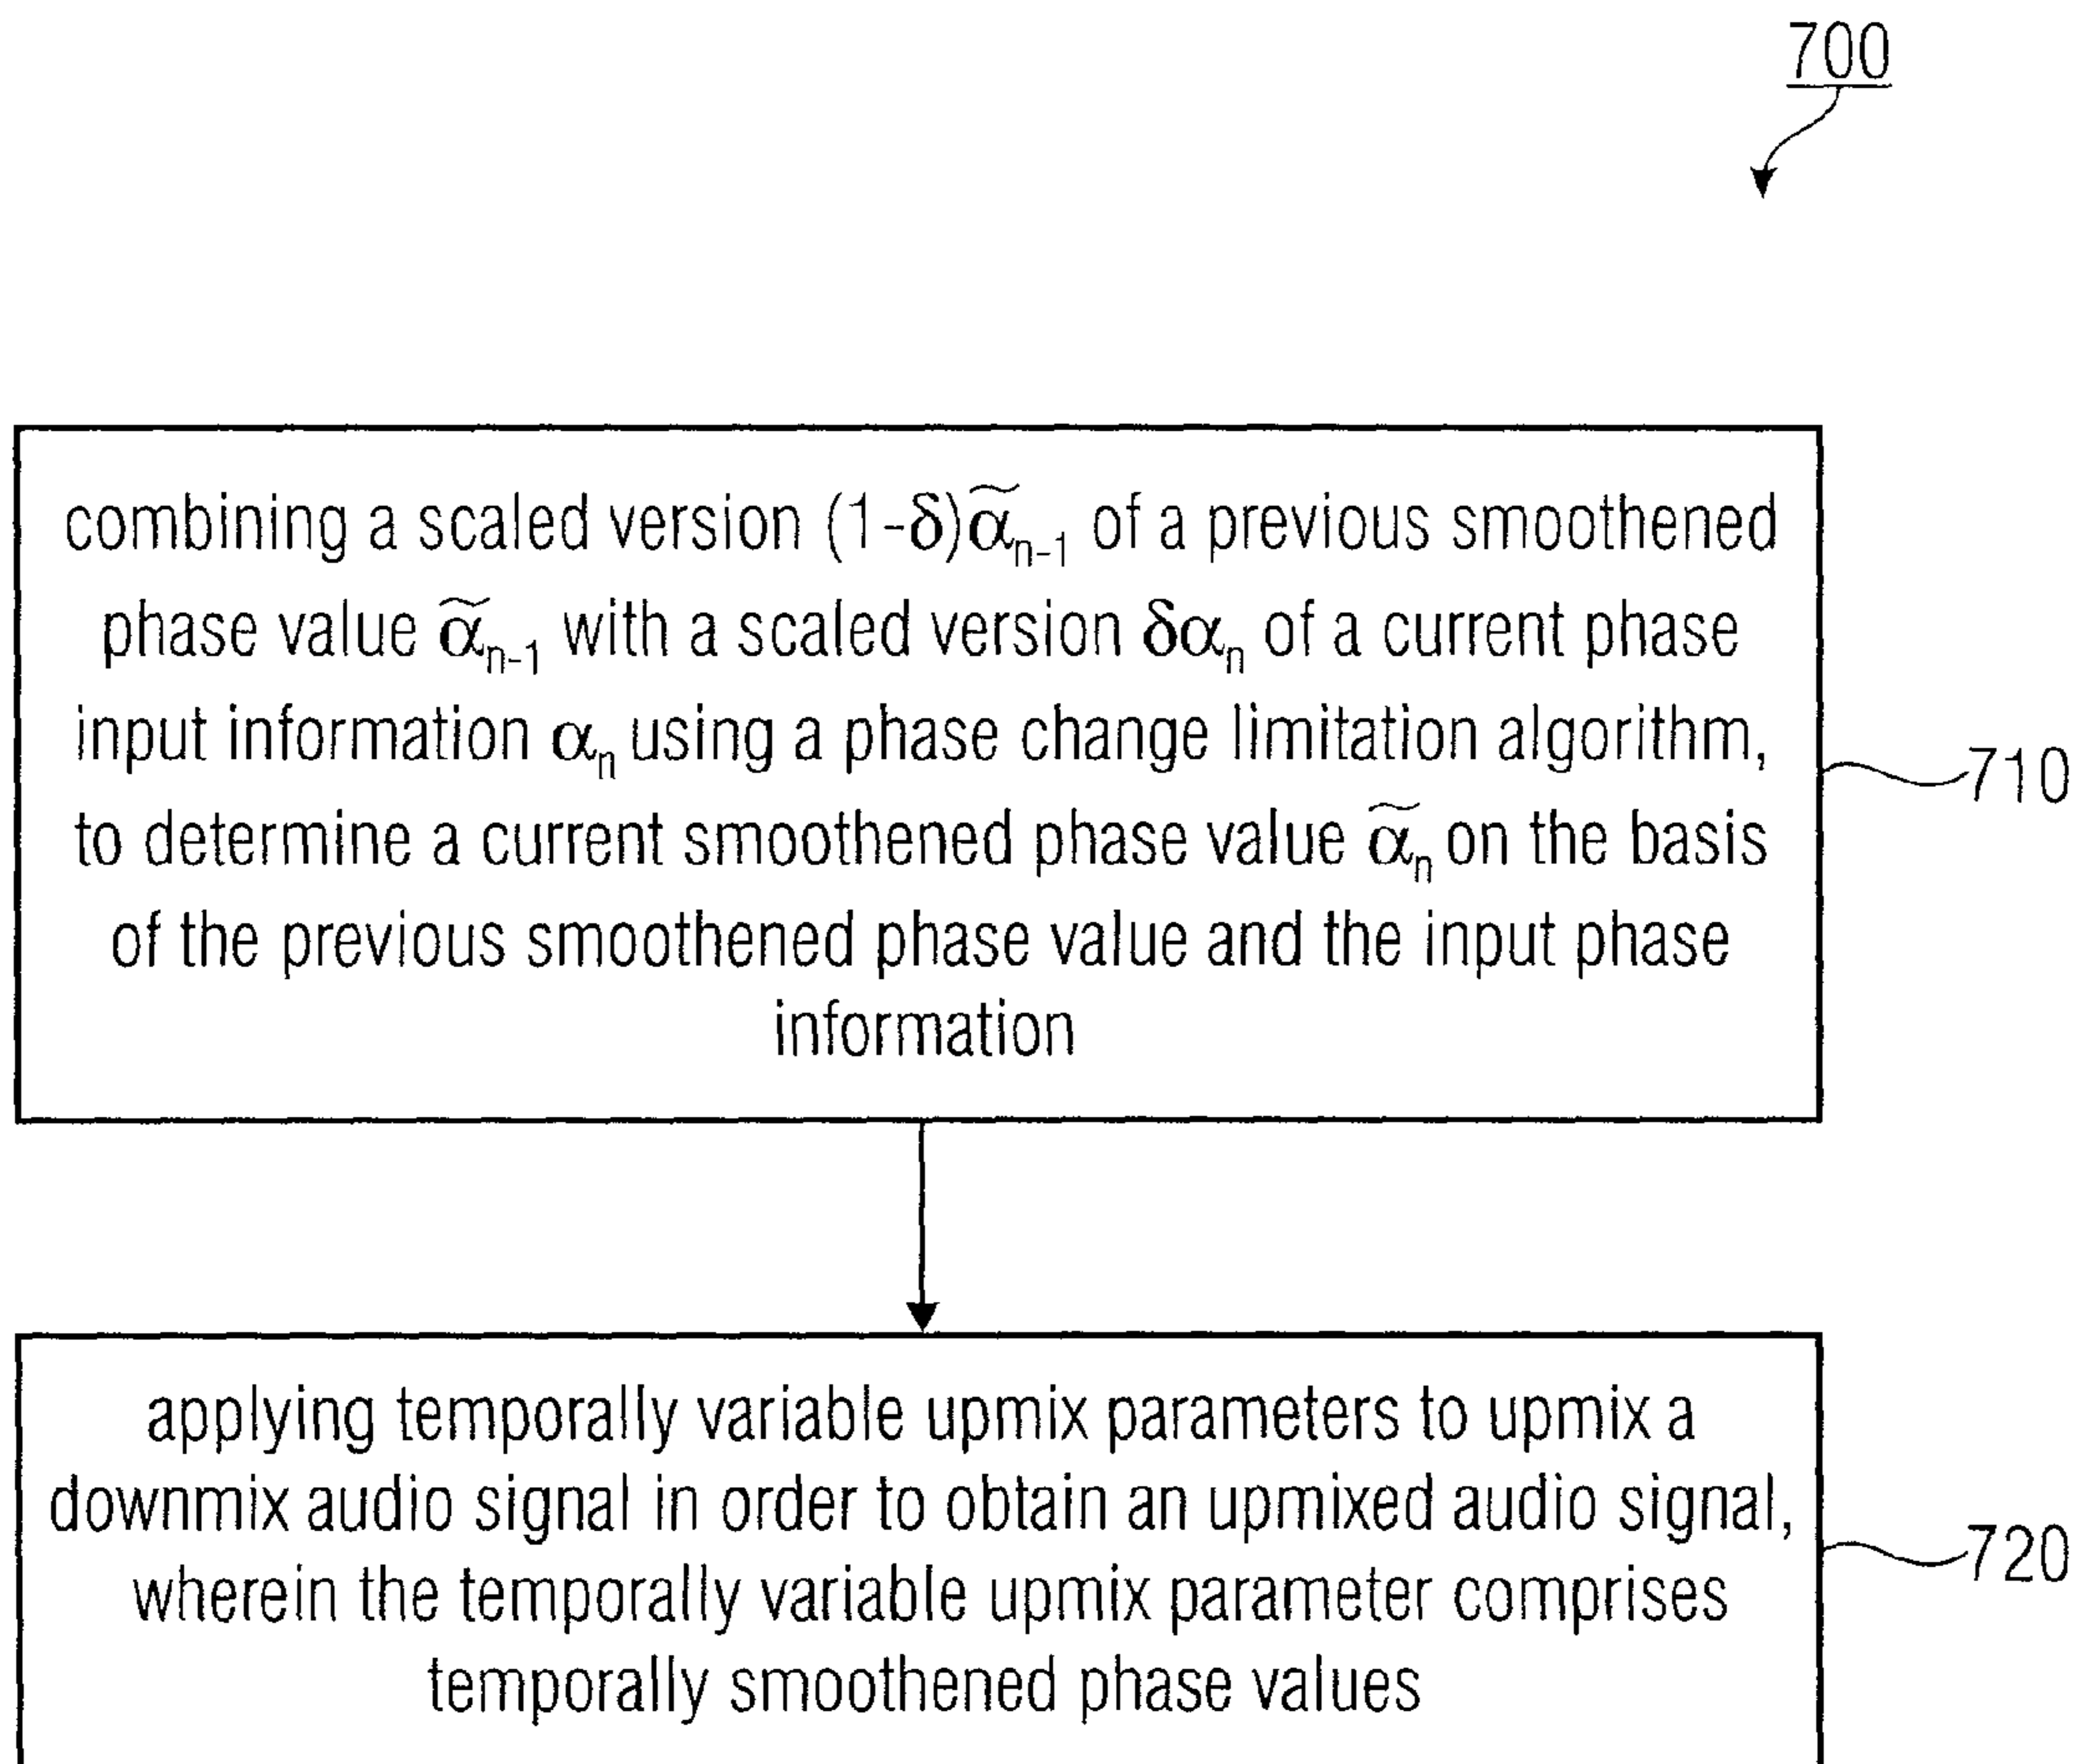 700
combining a scaled version (1-δ)α̃ₙ₋₁ of a previous smoothened
phase value α̃ₙ₋₁ with a scaled version δαₙ of a current phase
input information αₙ using a phase change limitation algorithm,
to determine a current smoothened phase value α̃ₙ on the basis
of the previous smoothened phase value and the input phase
information
710
applying temporally variable upmix parameters to upmix a
downmix audio signal in order to obtain an upmixed audio signal,
wherein the temporally variable upmix parameter comprises
temporally smoothened phase values
720